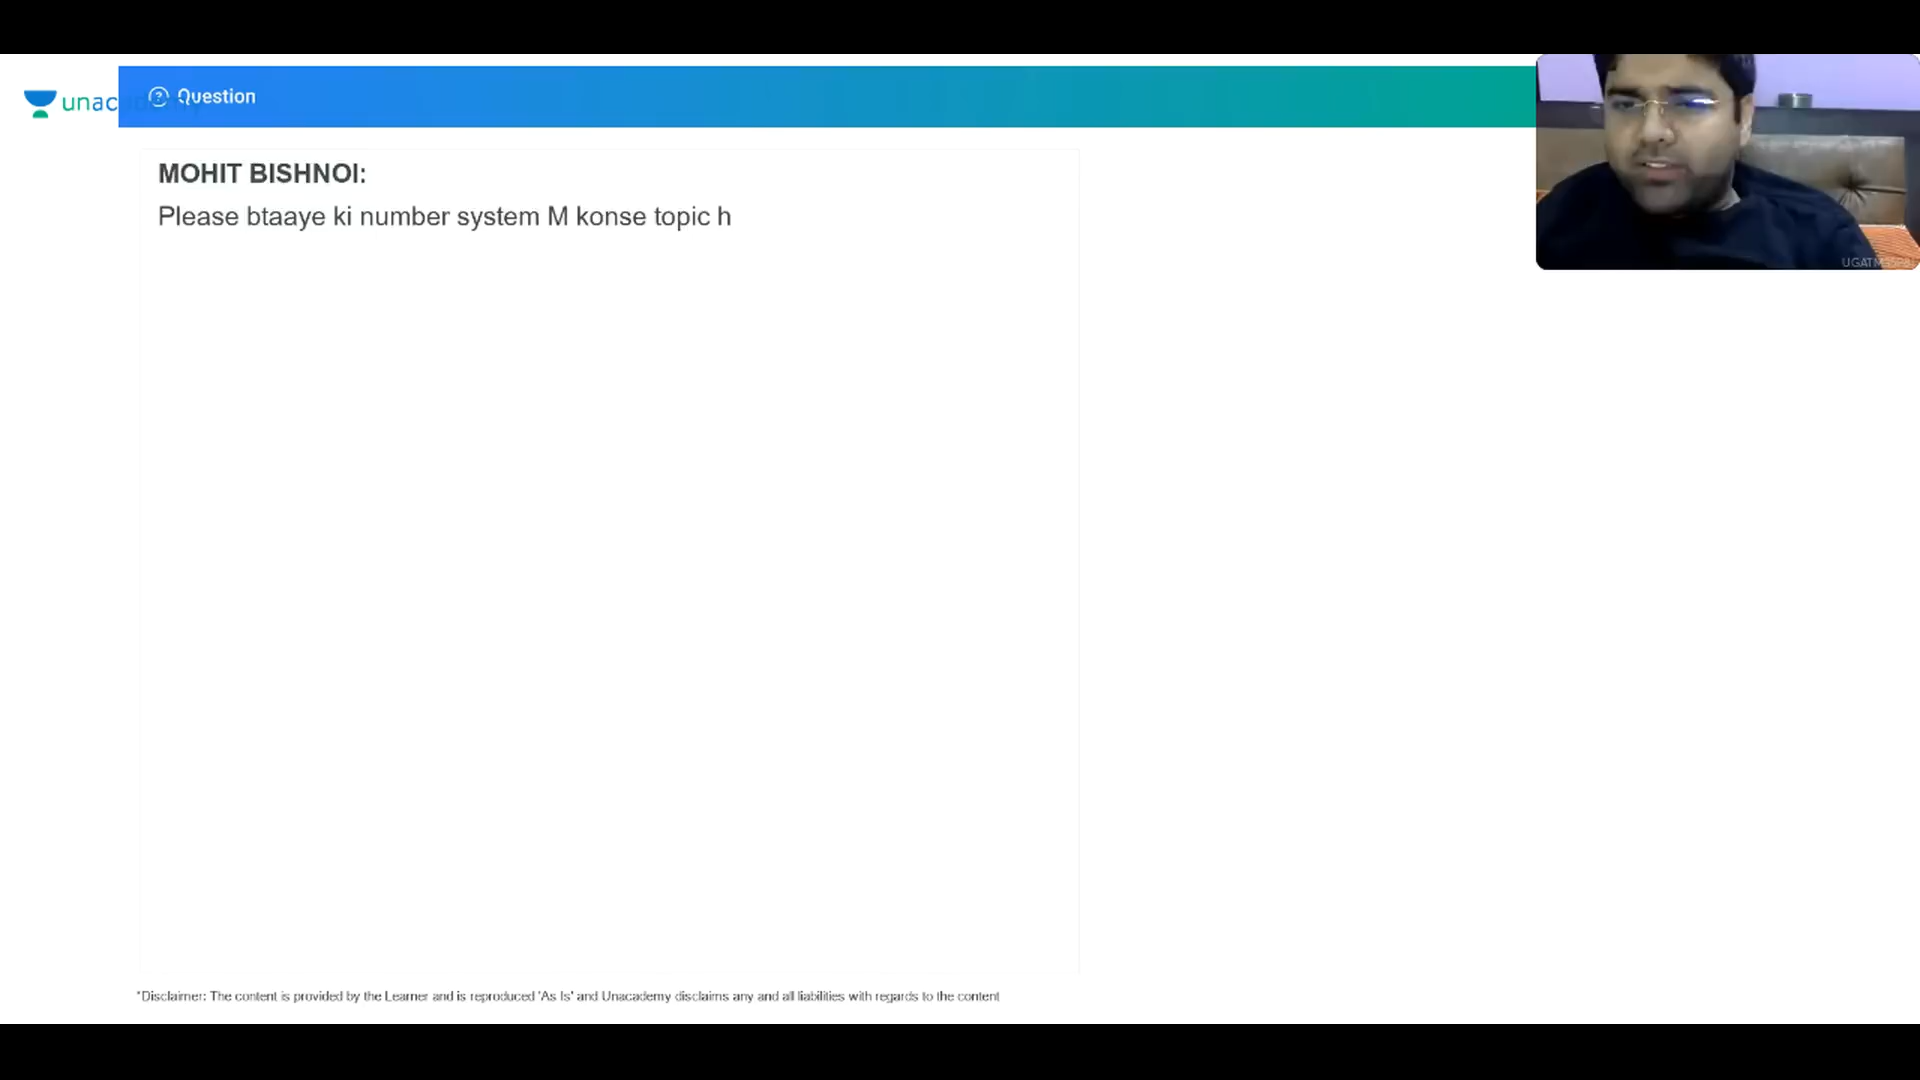 unac
Question
MOHIT BISHNOI:
Please btaaye ki number system M konse topic h
*Disclaimer: The content is provided by the Learner and is reproduced 'As Is' and Unacademy disclaims any and all liabilities with regards to the content